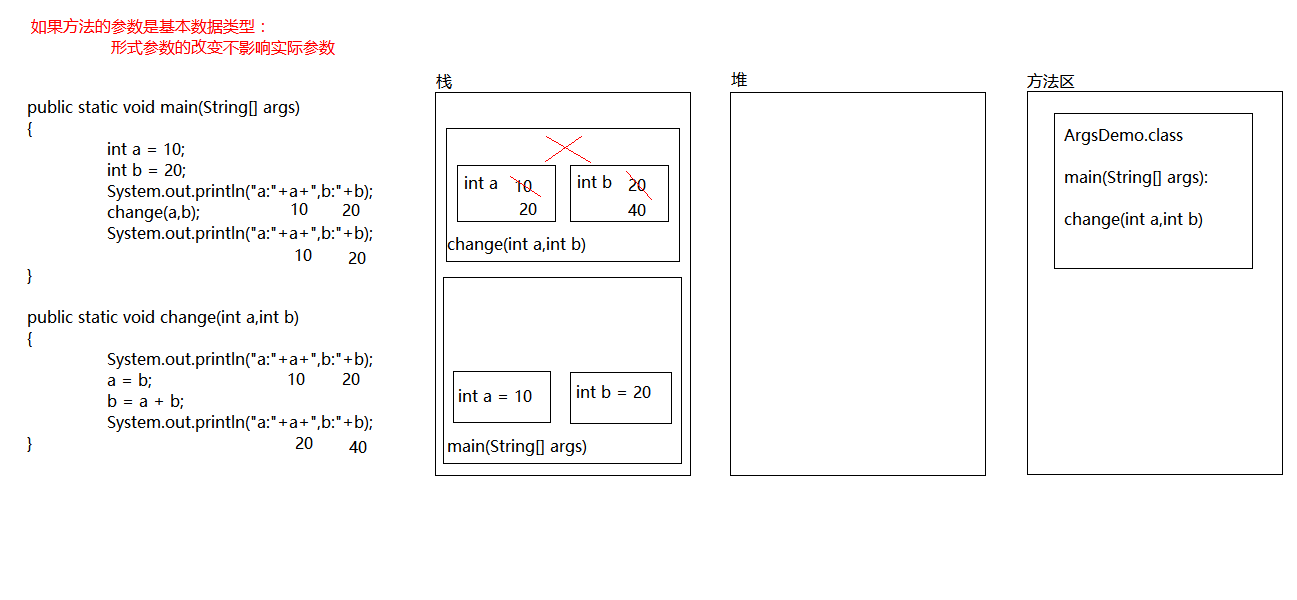 如果方法的参数是基本数据类型：
形式参数的改变不影响实际参数
public static void main(String[] args)
{
int a = 10;
int b = 20;
System.out.println("a:"+a+",b:"+b);
10 20
change(a,b);
System.out.println("a:"+a+",b:"+b);
10 20
}
public static void change(int a,int b)
{
System.out.println("a:"+a+",b:"+b);
10 20
a = b;
b = a + b;
System.out.println("a:"+a+",b:"+b);
20 40
}
栈
int a 10
20
int b 20
40
change(int a,int b)
int a = 10
int b = 20
main(String[] args)
堆
方法区
ArgsDemo.class
main(String[] args):
change(int a,int b)